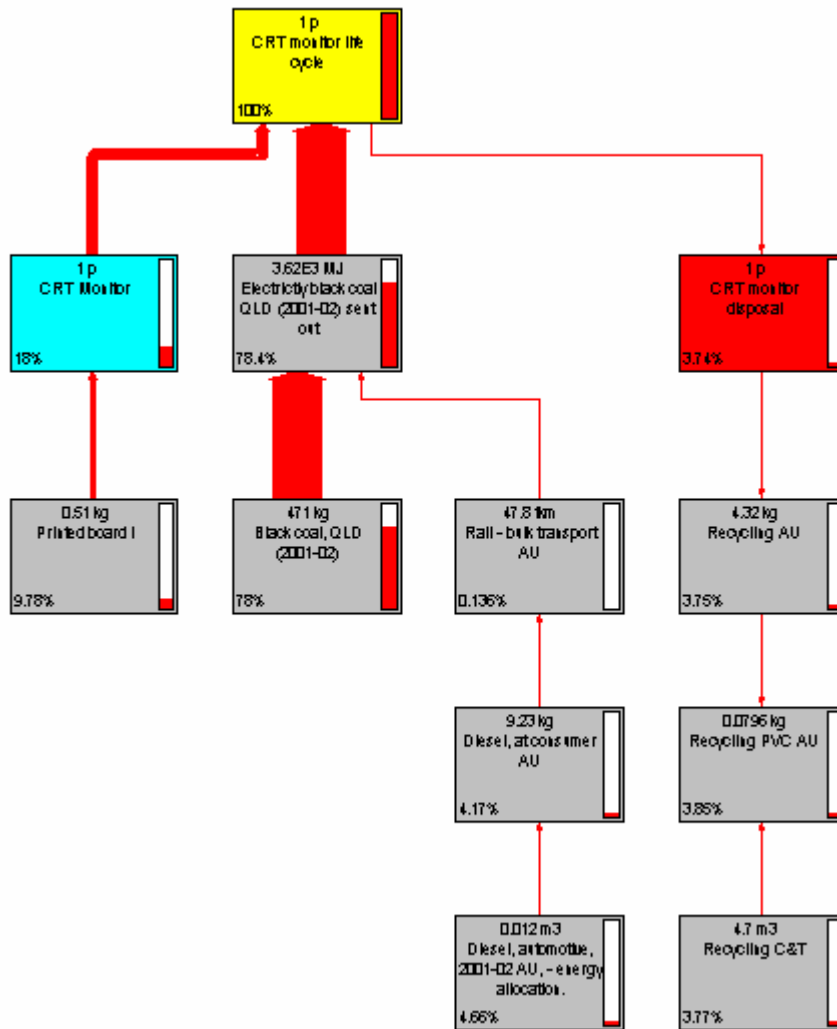 1 p
CRT monitor life
cycle
100%
1 p
CRT Monitor
18%
3.62E3 MJ
Electrictly black coal
QLD (2001-02) sent
out
78.4%
1 p
CRT monitor
disposal
3.74%
0.51 kg
Printed board I
9.78%
471 kg
Black coal, QLD
(2001-02)
78%
47.8 tkm
Rail - bulk transport
AU
0.136%
4.32 kg
Recycling AU
3.75%
9.23 kg
Diesel, at consumer
AU
4.17%
0.0796 kg
Recycling PVC AU
3.85%
0.012 m3
Diesel, automotive,
2001-02 AU, - energy
allocation.
4.66%
4.7 m3
Recycling C&T
3.77%